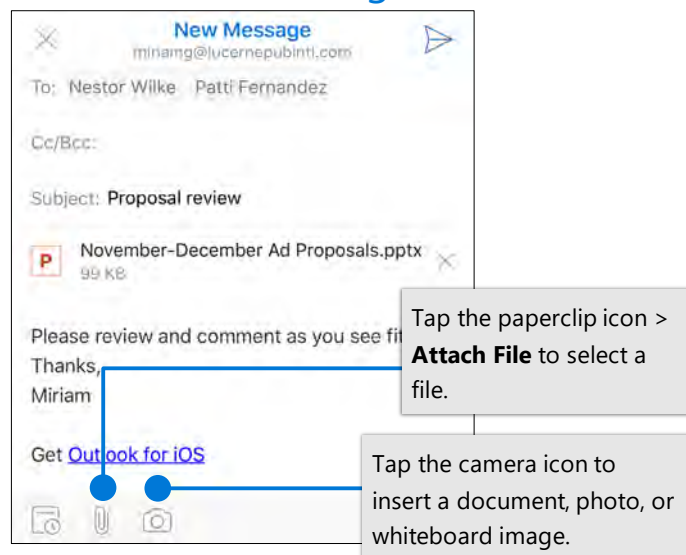 New Message
minamg@lucernepubintl.com
To: Nestor Wilke Patti Fernandez
Cc/Bcc:
Subject: Proposal review
P
November-December Ad Proposals.pptx
99 KB
Please review and comment as you see fit
Thanks,
Miriam
Get Outlook for iOS
Tap the paperclip icon >
Attach File to select a
file.
Tap the camera icon to
insert a document, photo, or
whiteboard image.